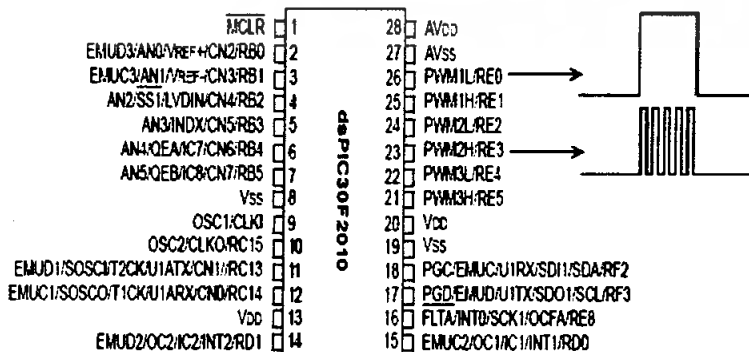 MCLR 1
EMUD3/AN0/VREF+/CN2/RB0 2
EMUC3/AN1/VREF-/CN3/RB1 3
AN2/SS1/LVDIN/CN4/RB2 4
AN3/INDX/CN5/RB3 5
AN4/QEA/IC7/CN6/RB4 6
AN5/QEB/IC8/CN7/RB5 7
Vss 8
OSC1/CLKI 9
OSC2/CLKO/RC15 10
EMUD1/SOSCI/T2CK/U1ATX/CN1/RC13 11
EMUC1/SOSCO/T1CK/U1ARX/CN0/RC14 12
VDD 13
EMUD2/OC2/IC2/INT2/RD1 14
dsPIC30F2010
28 AVDD
27 AVSS
26 PWM1L/RE0
25 PWM1H/RE1
24 PWM2L/RE2
23 PWM2H/RE3
22 PWM3L/RE4
21 PWM3H/RE5
20 VDD
19 VSS
18 PGC/EMUC/U1RX/SDI1/SDA/RF2
17 PGD/EMUD/U1TX/SDO1/SCL/RF3
16 FLTA/INT0/SCK1/OCFA/RE8
15 EMUC2/OC1/IC1/INT1/RD0